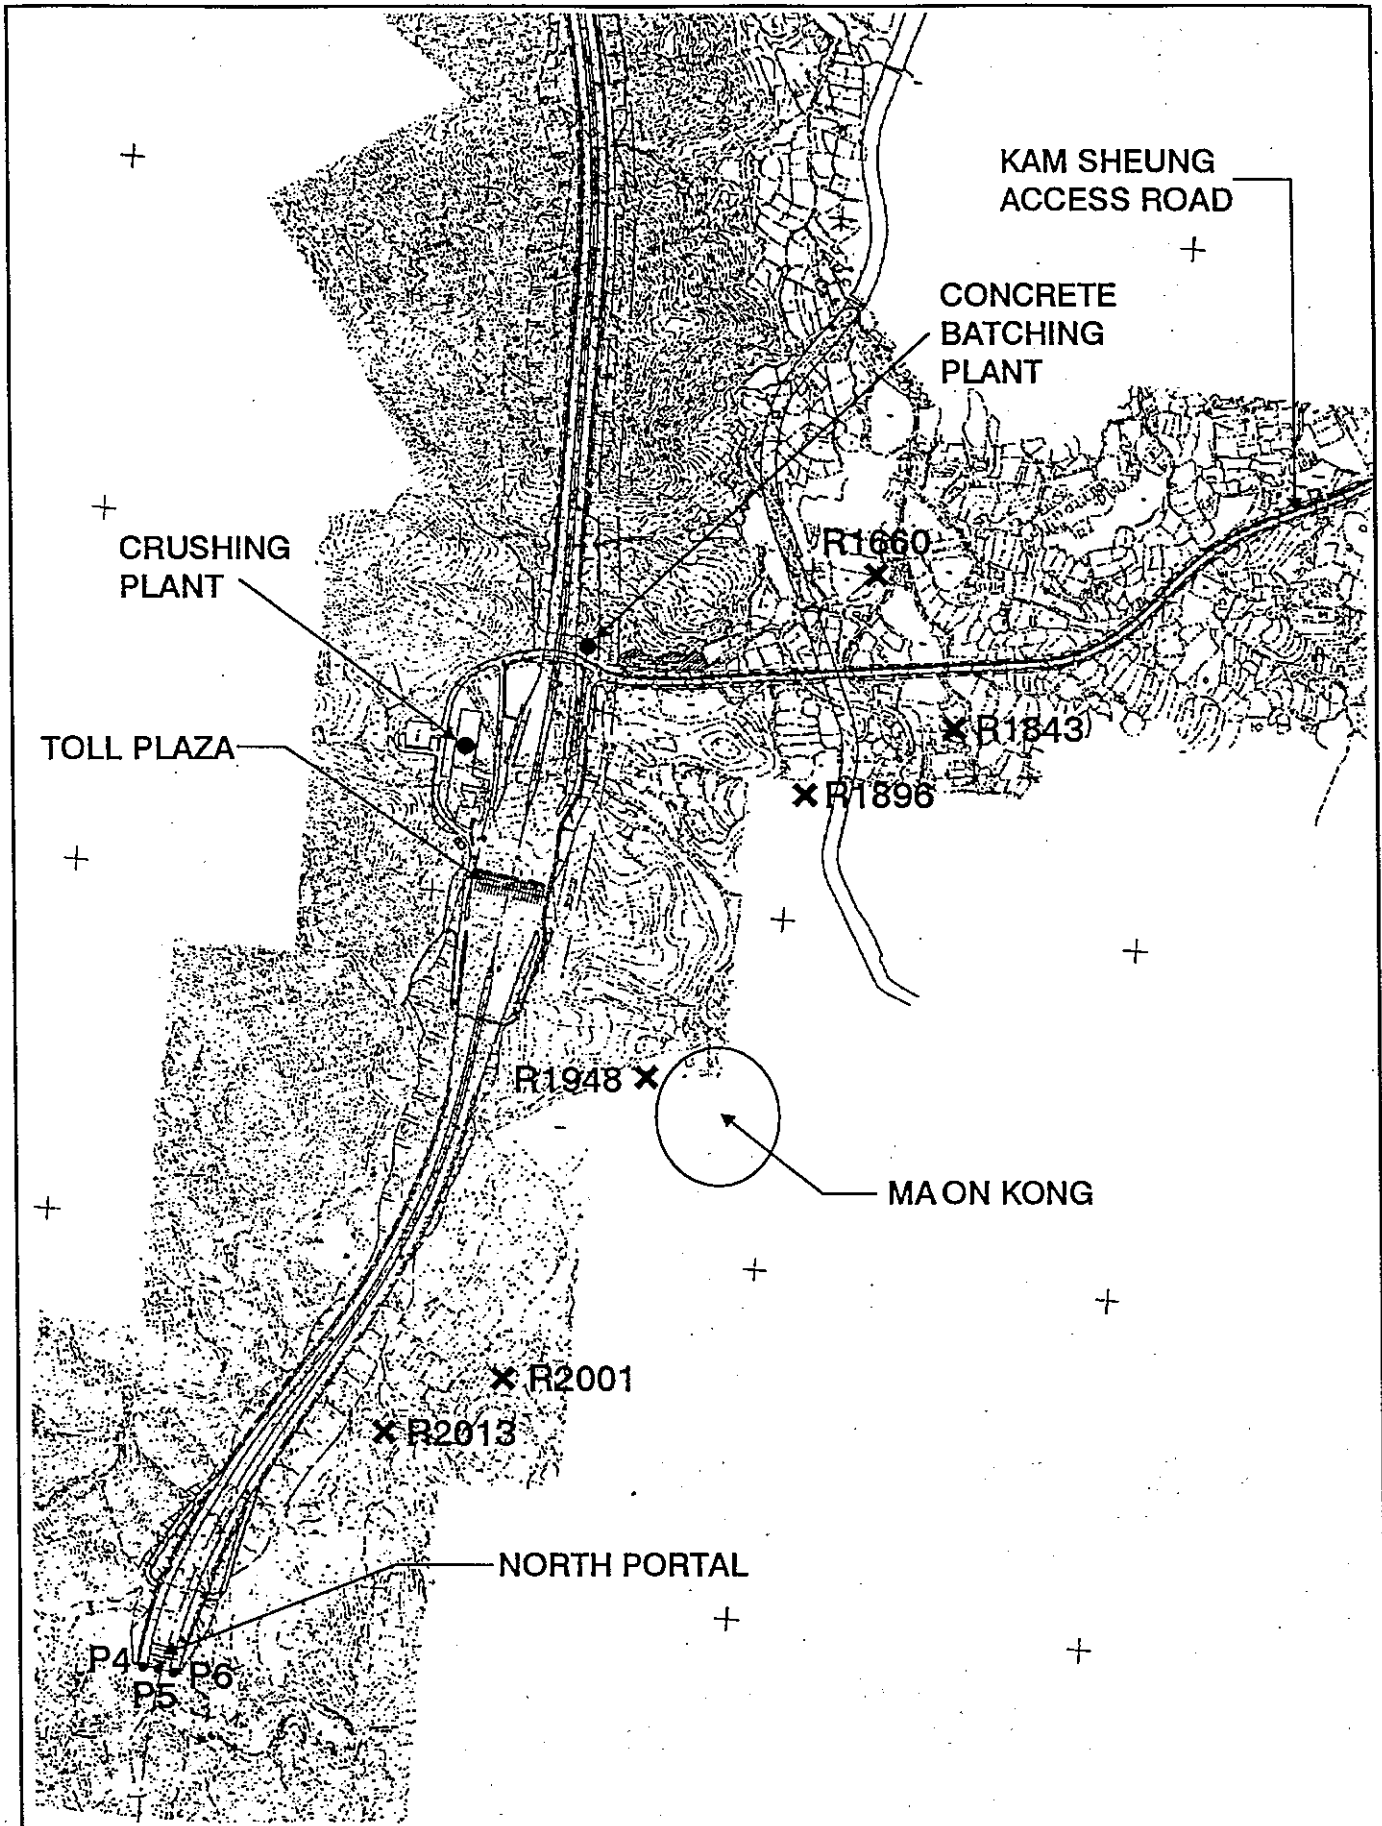 KAM SHEUNG
ACCESS ROAD
CONCRETE
BATCHING
PLANT
CRUSHING
PLANT
R1660
TOLL PLAZA
R1843
R1896
R1948
MA ON KONG
R2001
R2013
NORTH PORTAL
P4
P5
P6